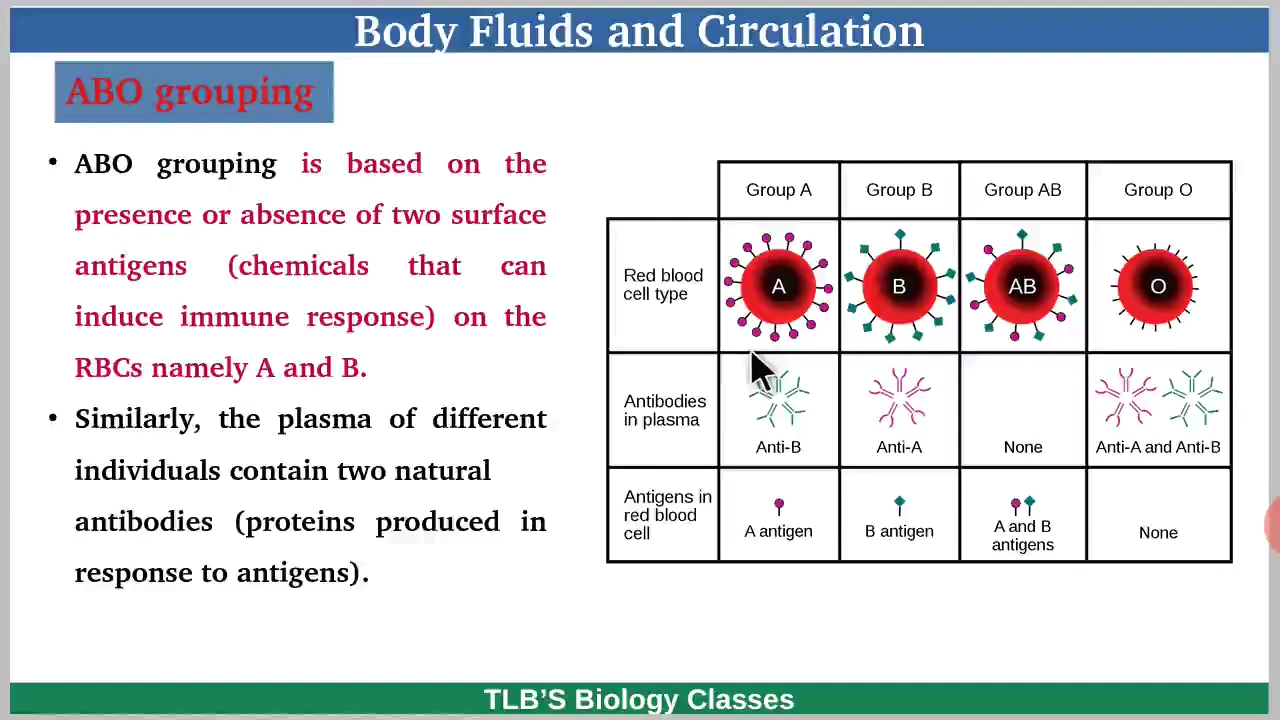 Body Fluids and Circulation
ABO grouping
• ABO grouping is based on the
presence or absence of two surface
antigens (chemicals that can
induce immune response) on the
RBCs namely A and B.
• Similarly, the plasma of different
individuals contain two natural
antibodies (proteins produced in
response to antigens).
Group A Group B Group AB Group O
Red blood
cell type
A B AB O
Antibodies
in plasma
Anti-B Anti-A None Anti-A and Anti-B
Antigens in
red blood
cell
A antigen B antigen A and B
antigens None
TLB'S Biology Classes